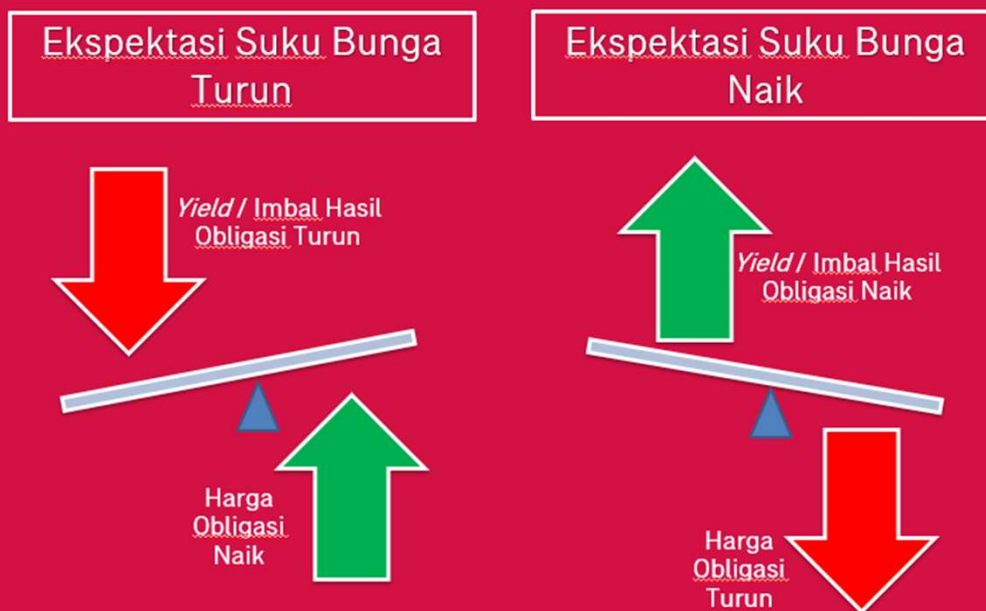 Ekspektasi Suku Bunga
Turun
Yield / Imbal Hasil
Obligasi Turun
Harga
Obligasi
Naik
Ekspektasi Suku Bunga
Naik
Yield / Imbal Hasil
Obligasi Naik
Harga
Obligasi
Turun